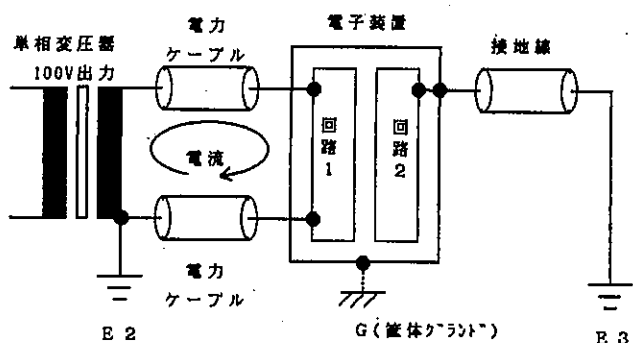 電力
ケーブル
電子装置
単相変圧器
100V出力
接地線
回路1
回路2
電流
電力
ケーブル
E2
G(筐体グランド)
E3